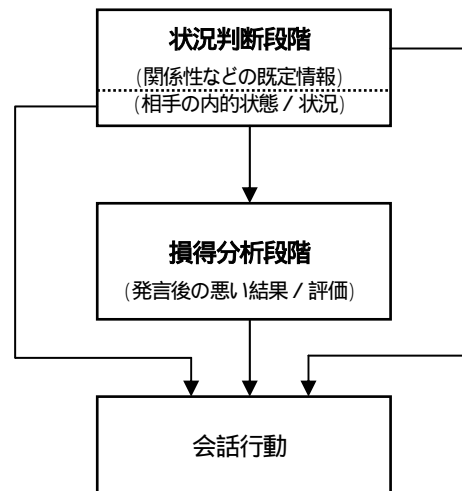 状況判断段階
(関係性などの既定情報)
(相手の内的状態 / 状況)
損得分析段階
(発言後の悪い結果 / 評価)
会話行動